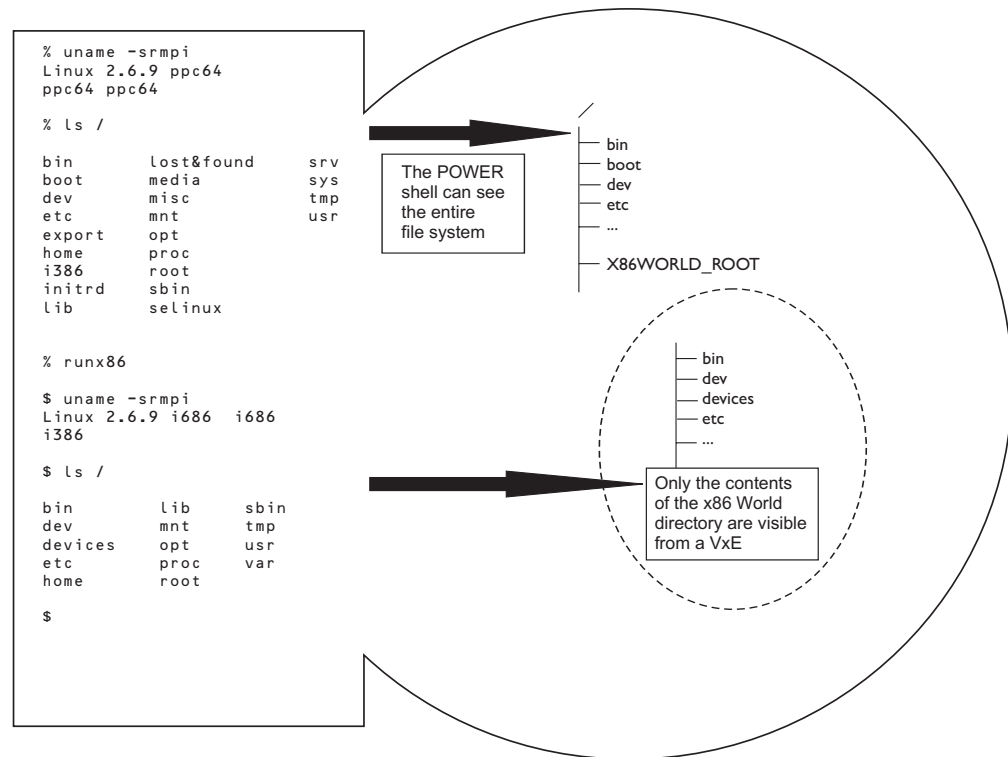 % uname -srmpi
Linux 2.6.9 ppc64
ppc64 ppc64
% ls /
bin lost&found srv
boot media sys
dev misc tmp
etc mnt usr
export opt
home proc
i386 root
initrd sbin
lib selinux
% runx86
$ uname -srmpi
Linux 2.6.9 i686 i686
i386
$ ls /
bin lib sbin
dev mnt tmp
devices opt usr
etc proc var
home root
$
The POWER
shell can see
the entire
file system
/
bin
boot
dev
etc
...
X86WORLD_ROOT
bin
dev
devices
etc
...
Only the contents
of the x86 World
directory are visible
from a VxE